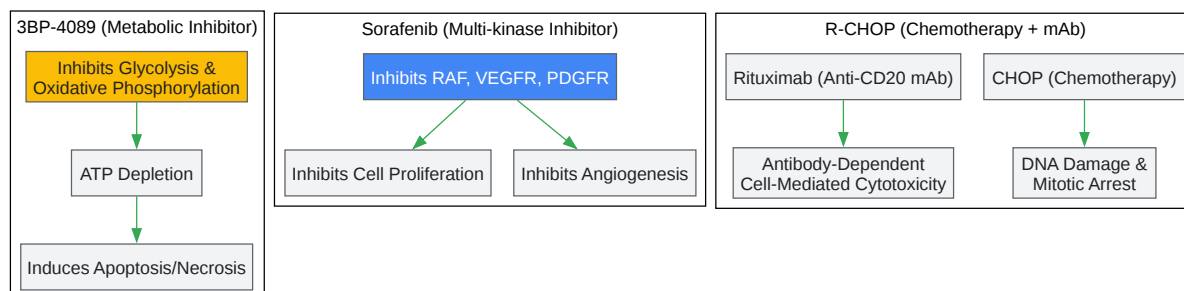 3BP-4089 (Metabolic Inhibitor)
Inhibits Glycolysis &
Oxidative Phosphorylation
ATP Depletion
Induces Apoptosis/Necrosis
Sorafenib (Multi-kinase Inhibitor)
Inhibits RAF, VEGFR, PDGFR
Inhibits Cell Proliferation
Inhibits Angiogenesis
R-CHOP (Chemotherapy + mAb)
Rituximab (Anti-CD20 mAb)
CHOP (Chemotherapy)
Antibody-Dependent
Cell-Mediated Cytotoxicity
DNA Damage &
Mitotic Arrest